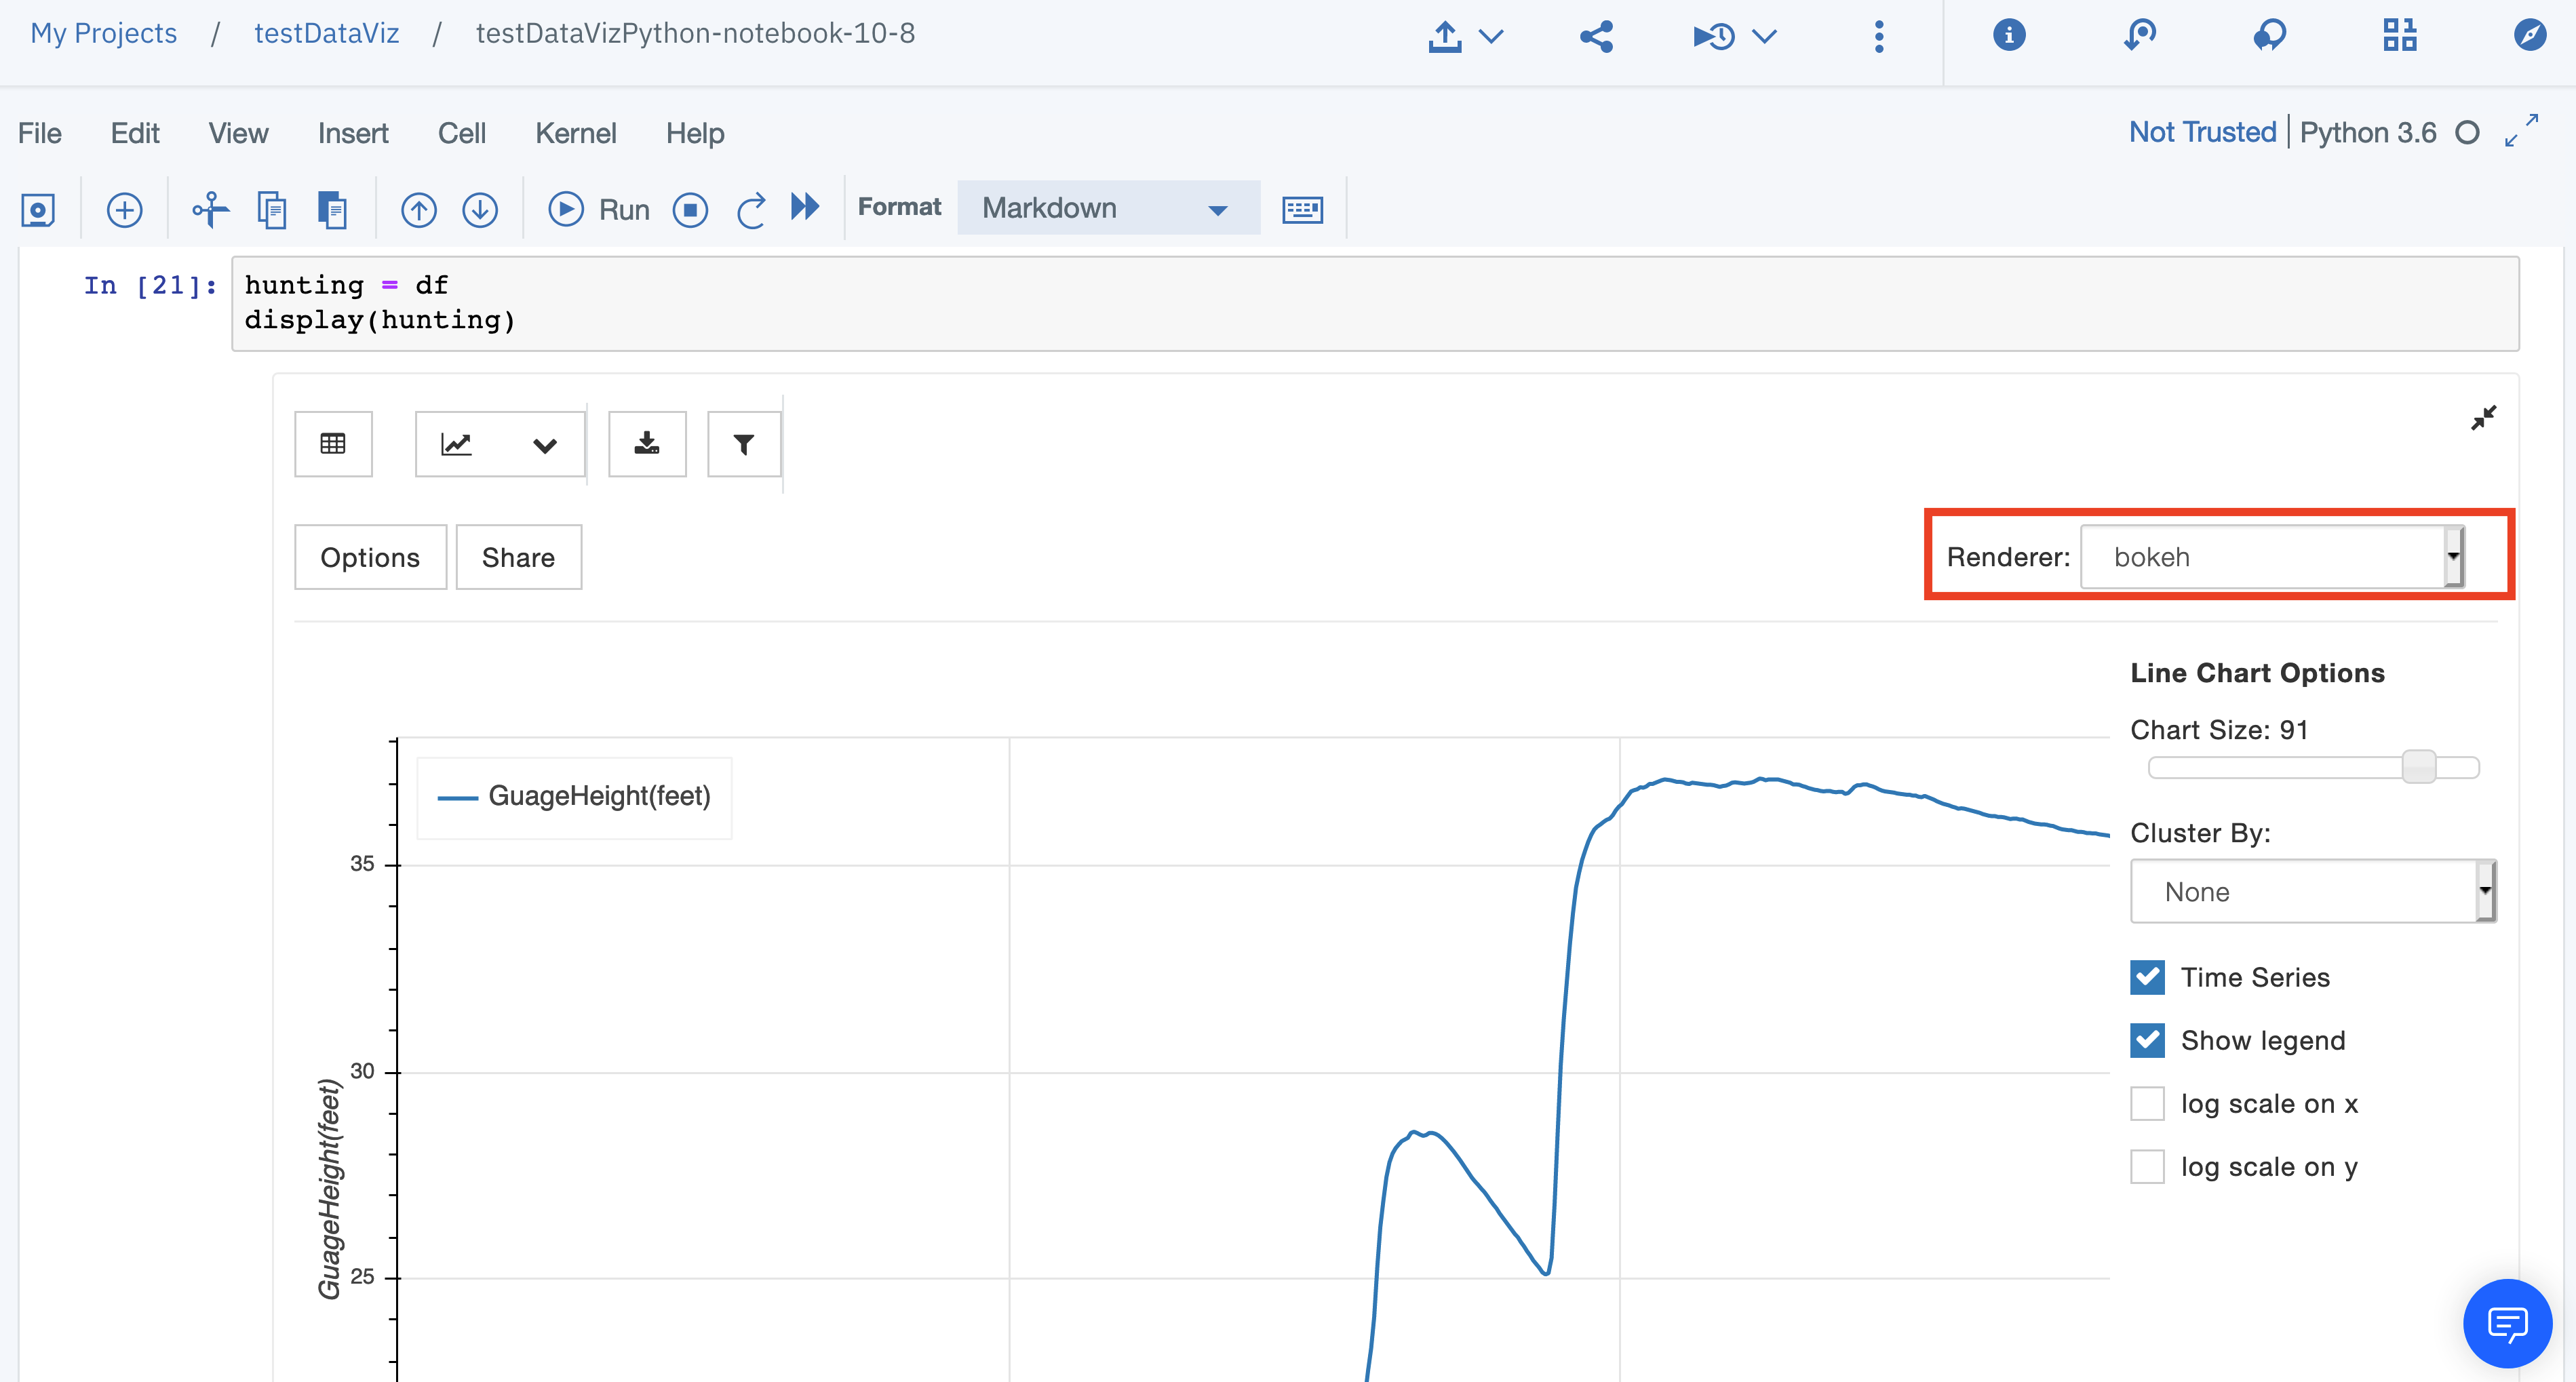 My Projects / testDataViz / testDataVizPython-notebook-10-8
File Edit View Insert Cell Kernel Help
Not Trusted | Python 3.6
Run Format Markdown
In [21]: hunting = df
display(hunting)
Options Share
Renderer: bokeh
Line Chart Options
Chart Size: 91
GuageHeight(feet)
Cluster By:
None
35
Time Series
Show legend
30
log scale on x
log scale on y
GuageHeight(feet)
25